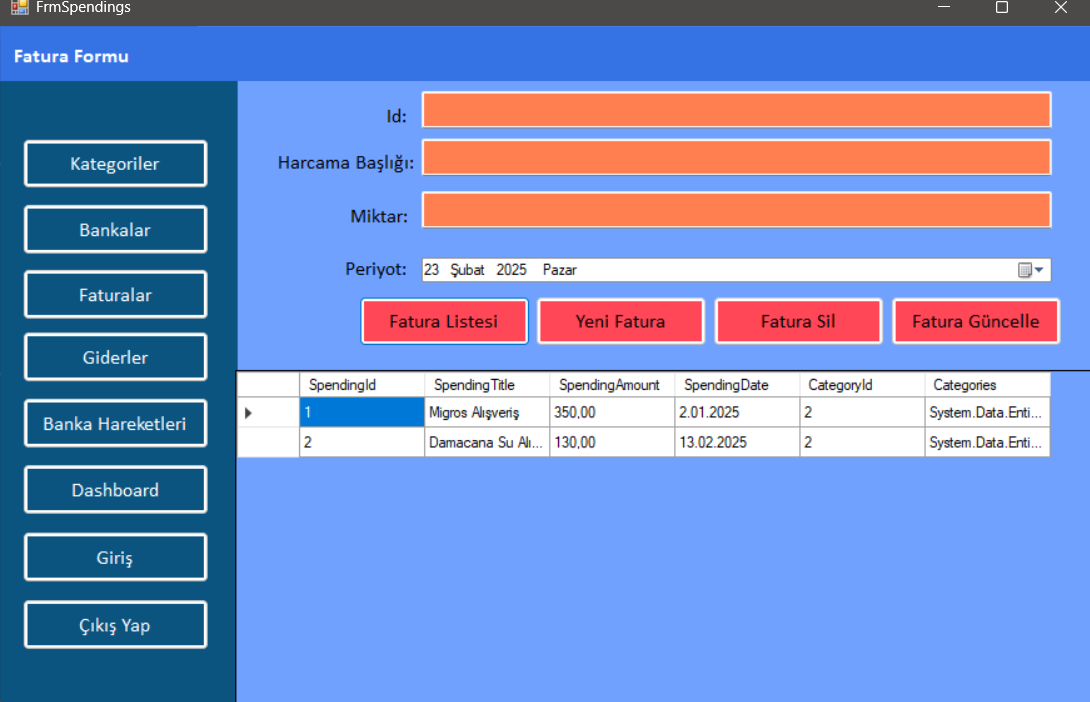 FrmSpendings
Fatura Formu
Kategoriler
Bankalar
Faturalar
Giderler
Banka Hareketleri
Dashboard
Giriş
Çıkış Yap
Id:
Harcama Başlığı:
Miktar:
Periyot: 23 Şubat 2025 Pazar
Fatura Listesi Yeni Fatura Fatura Sil Fatura Güncelle
SpendingId SpendingTitle SpendingAmount SpendingDate CategoryId Categories
1 Migros Alışveriş 350,00 2.01.2025 2 System.Data.Enti...
2 Damacana Su Alı... 130,00 13.02.2025 2 System.Data.Enti...